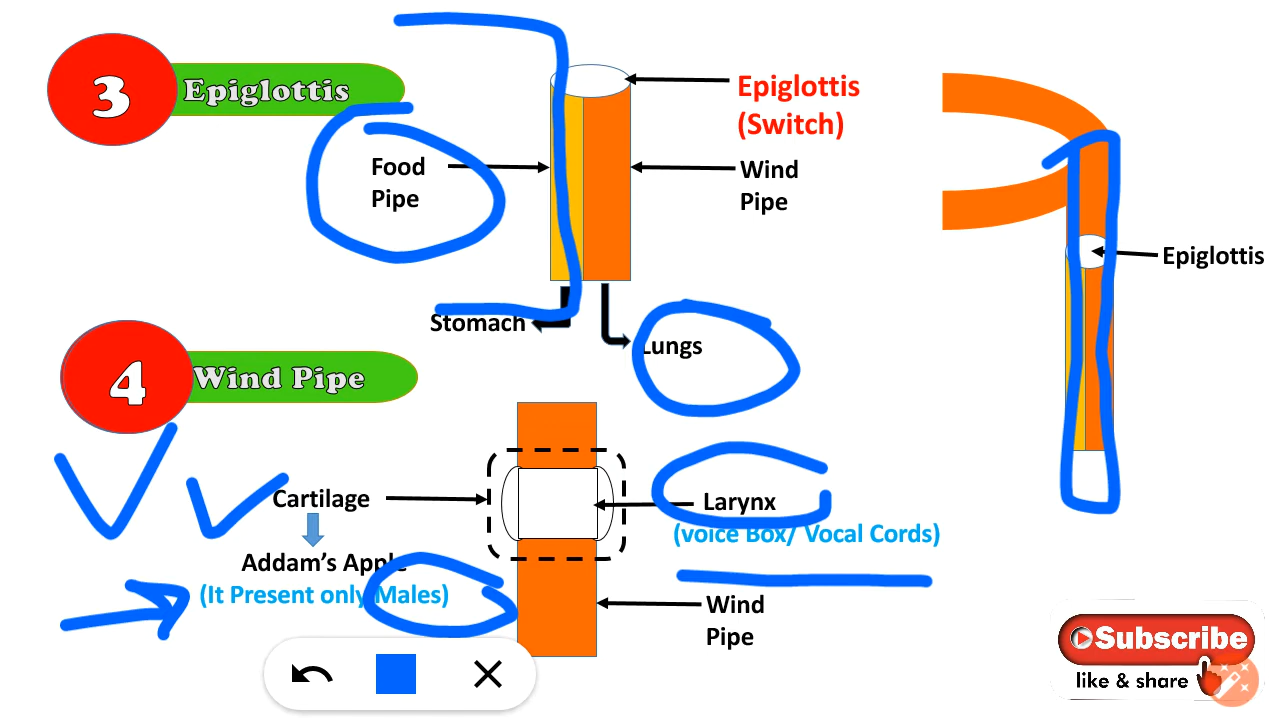 3
Epiglottis
Epiglottis
(Switch)
Food
Pipe
Wind
Pipe
Epiglottis
Stomach
Lungs
4
Wind Pipe
Cartilage
Larynx
(voice Box/ Vocal Cords)
Addam's Apple
(It Present only Males)
Wind
Pipe
Subscribe
like & share